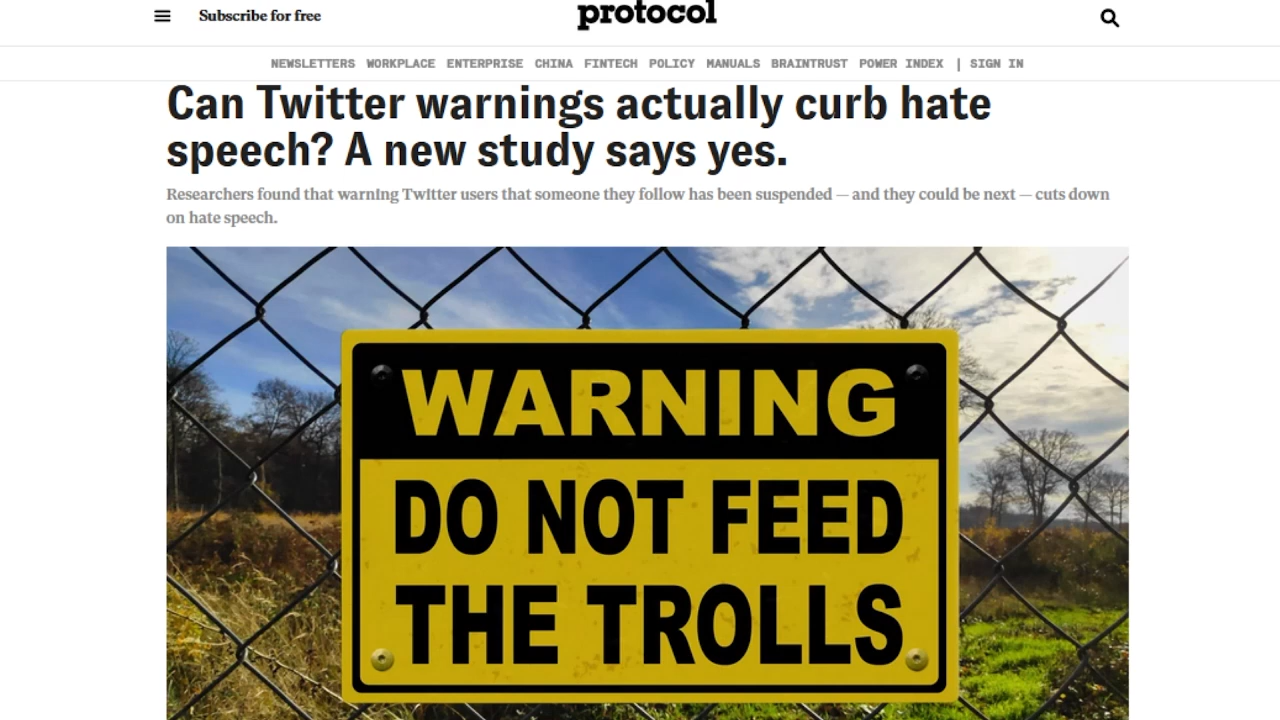 Subscribe for free
protocol
NEWSLETTERS WORKPLACE ENTERPRISE CHINA FINTECH POLICY MANUALS BRAINTRUST POWER INDEX | SIGN IN
Can Twitter warnings actually curb hate
speech? A new study says yes.
Researchers found that warning Twitter users that someone they follow has been suspended — and they could be next — cuts down
on hate speech.
WARNING
DO NOT FEED
THE TROLLS